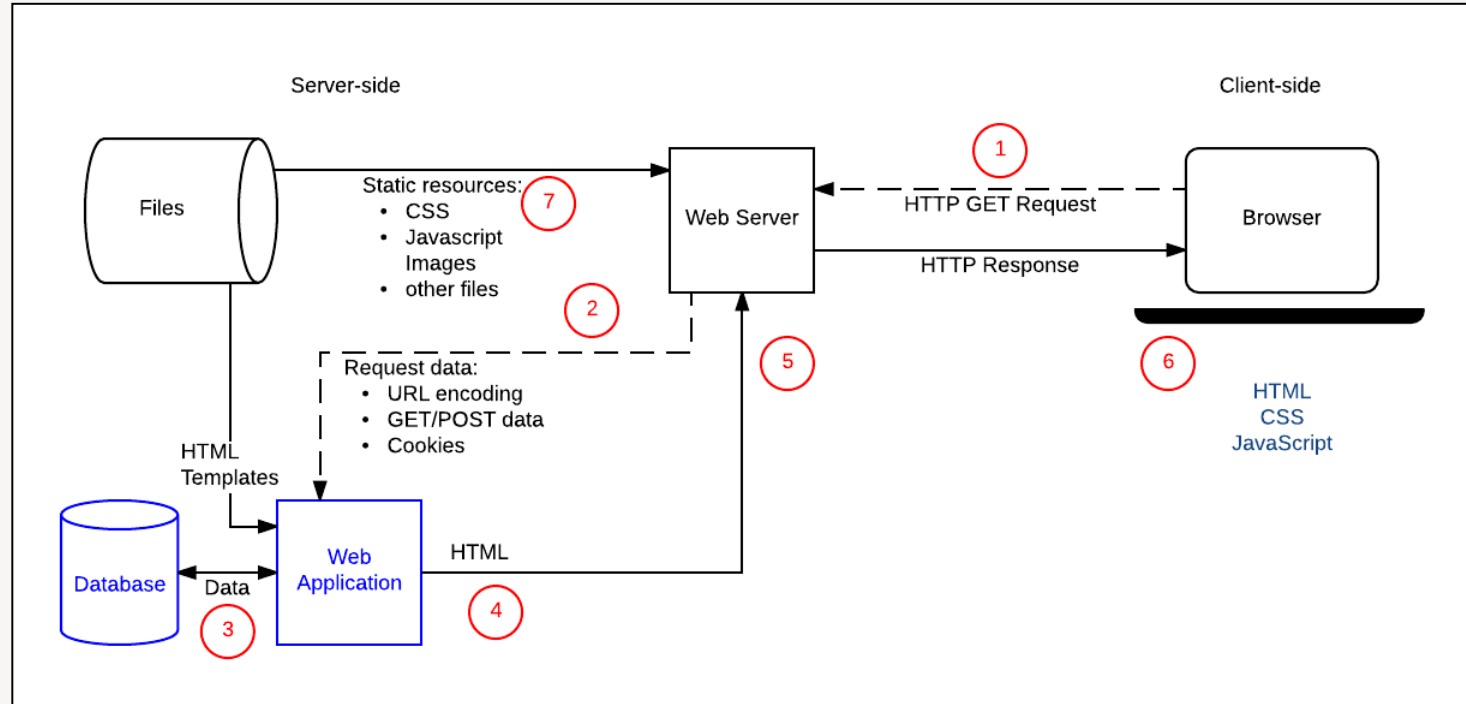 Server-side
Client-side
1
Files
Static resources:
• CSS
• Javascript
Images
• other files
7
Web Server
HTTP GET Request
HTTP Response
Browser
2
Request data:
• URL encoding
• GET/POST data
• Cookies
5
6
HTML
CSS
JavaScript
HTML
Templates
Database
Data
3
Web
Application
HTML
4